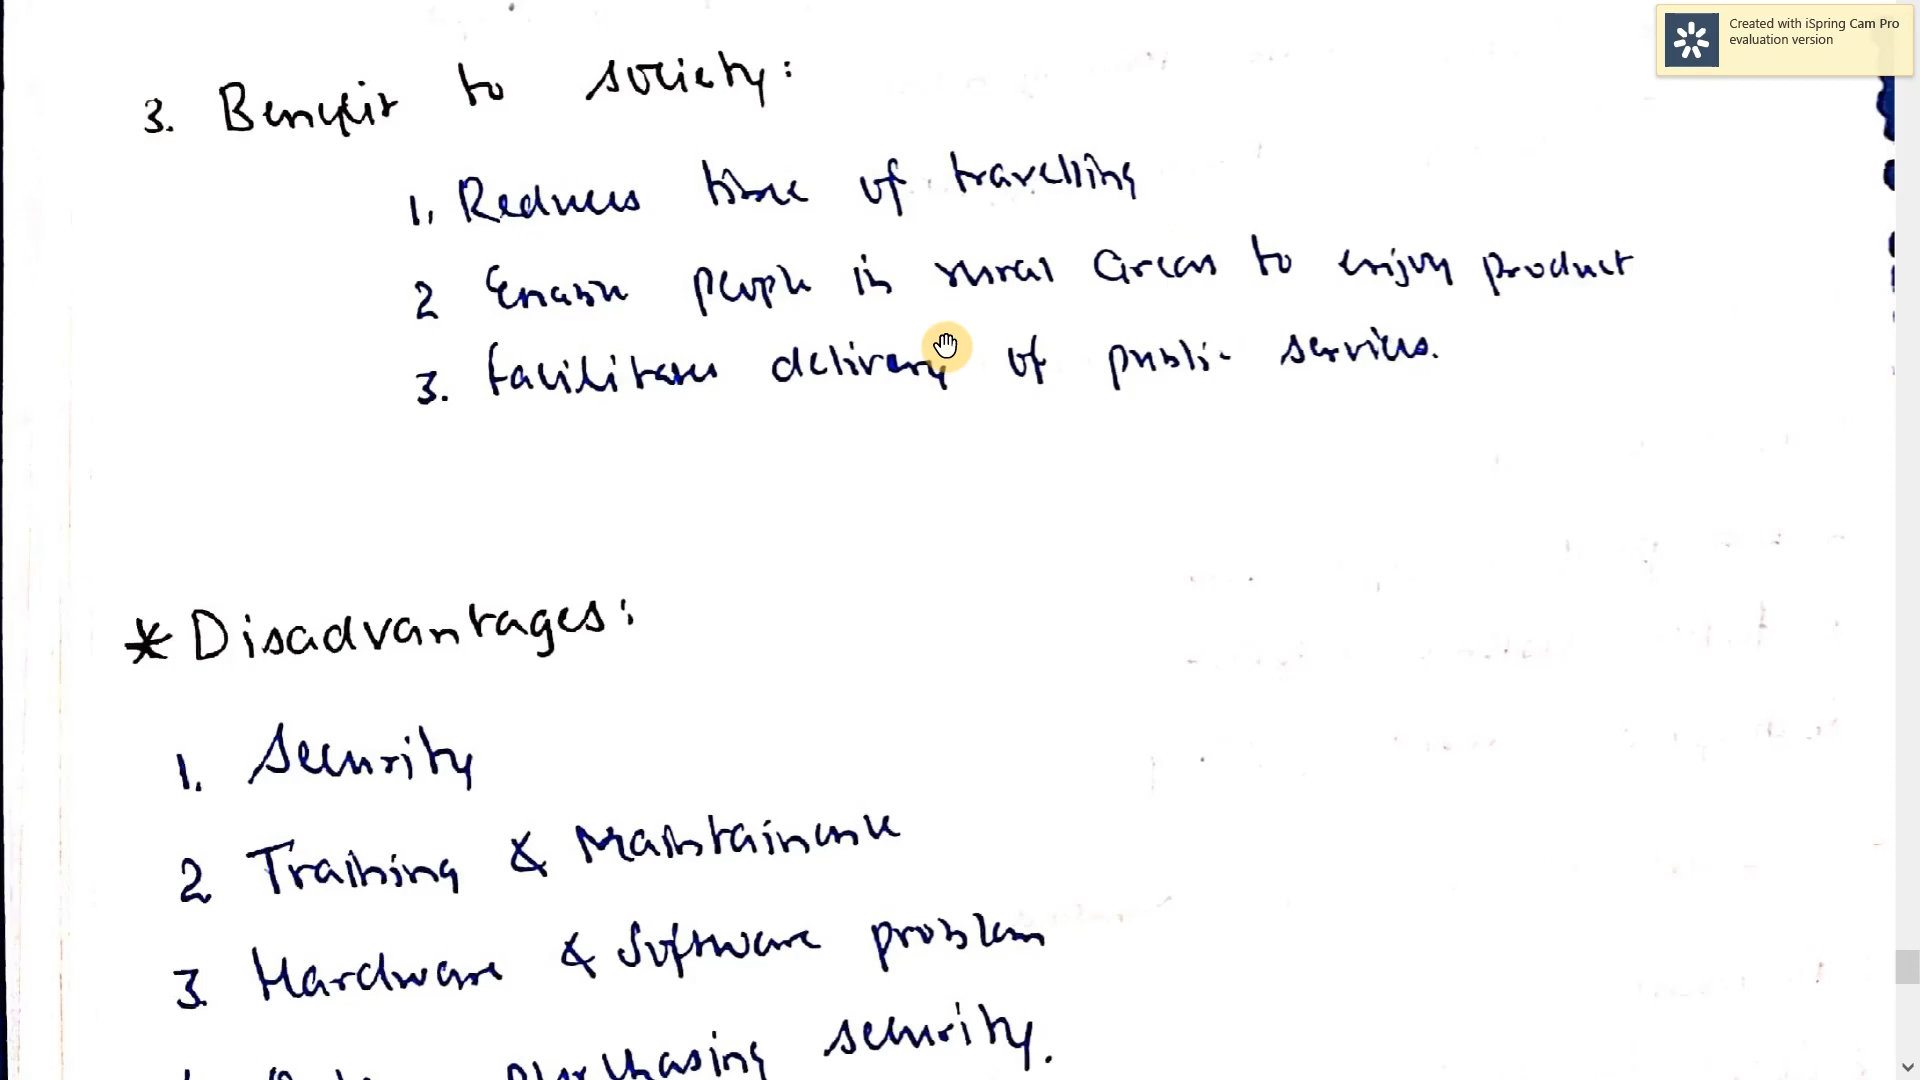 Created with iSpring Cam Pro
evaluation version
3. Benefit to society:
1. Reduces time of travelling
2 Enable people in rural areas to enjoy product
3. Facilitates delivery of public services.
* Disadvantages:
1. Security
2 Training & Maintainence
3. Hardware & Software problem
purchasing security.